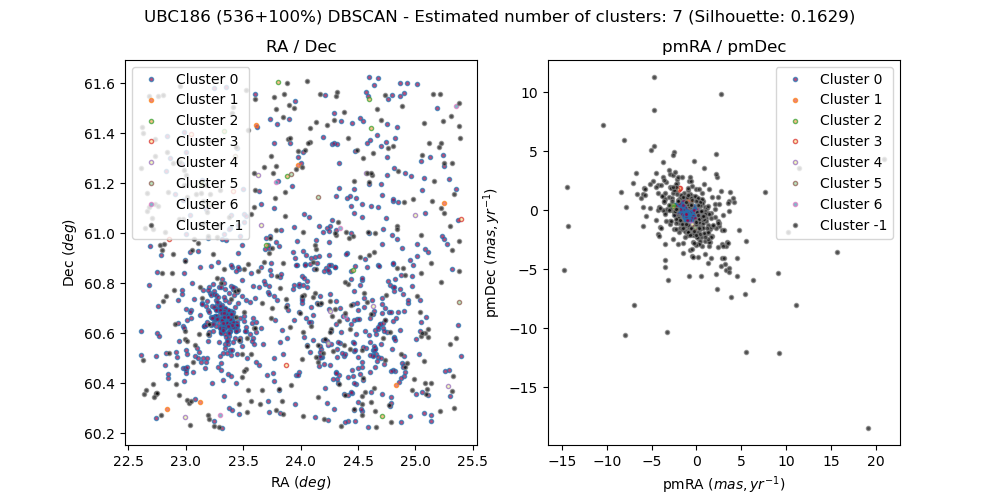 UBC186 (536+100%) DBSCAN - Estimated number of clusters: 7 (Silhouette: 0.1629)
RA / Dec
Dec (deg)
61.6
61.4
61.2
61.0
60.8
60.6
60.4
60.2
Cluster 0
Cluster 1
Cluster 2
Cluster 3
Cluster 4
Cluster 5
Cluster 6
Cluster -1
22.5 23.0 23.5 24.0 24.5 25.0 25.5
RA (deg)
pmRA / pmDec
pmDec (mas, yr⁻¹)
10
5
0
−5
−10
−15
Cluster 0
Cluster 1
Cluster 2
Cluster 3
Cluster 4
Cluster 5
Cluster 6
Cluster -1
−15 −10 −5 0 5 10 15 20
pmRA (mas, yr⁻¹)